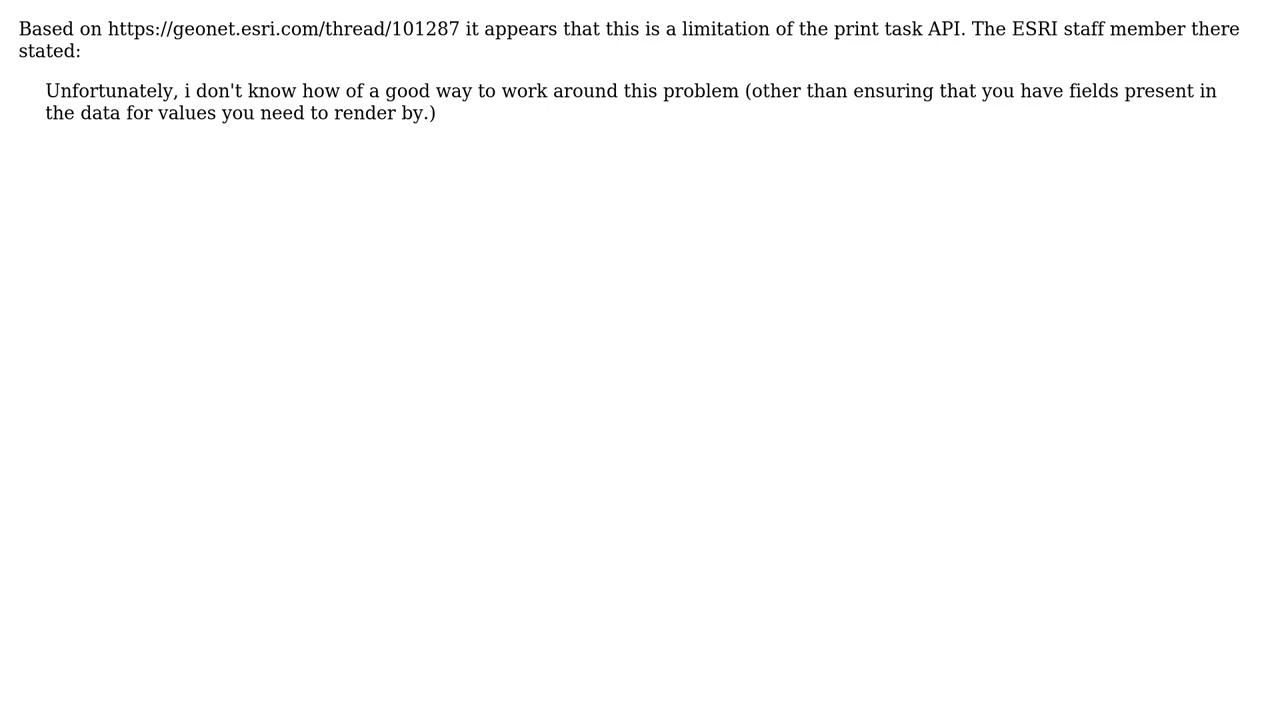 Based on https://geonet.esri.com/thread/101287 it appears that this is a limitation of the print task API. The ESRI staff member there
stated:
Unfortunately, i don't know how of a good way to work around this problem (other than ensuring that you have fields present in
the data for values you need to render by.)